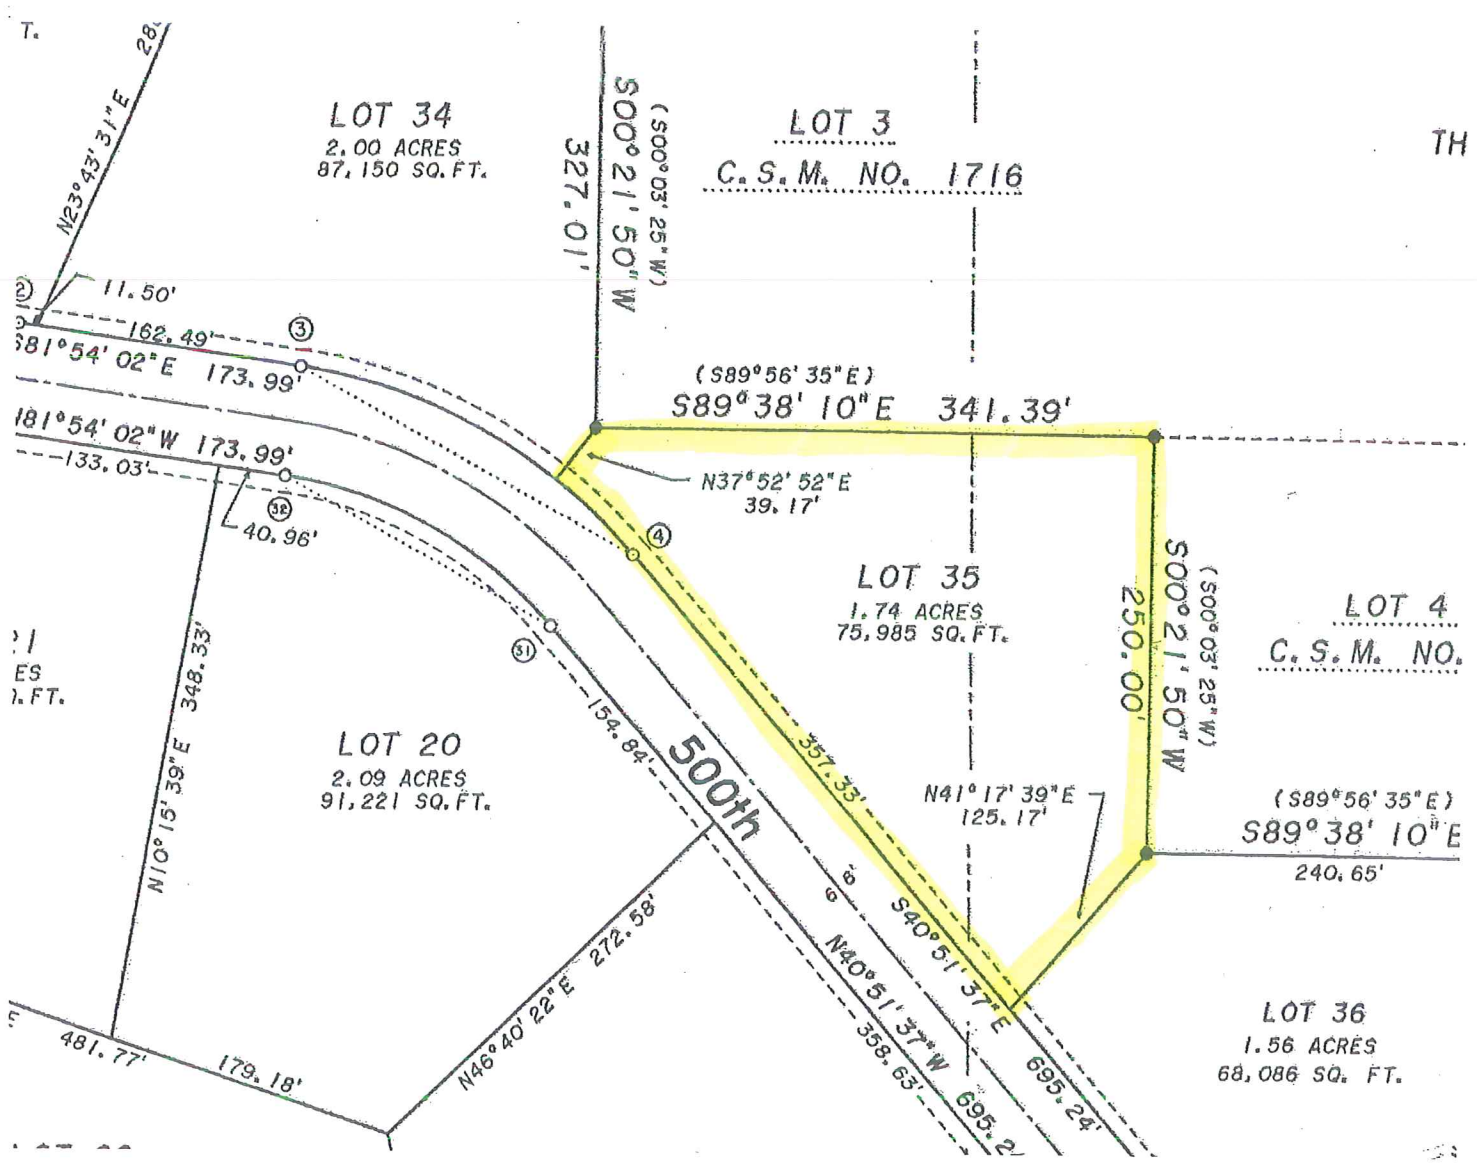 T.
28
N23°43'31"E
LOT 34
2.00 ACRES
87,150 SQ.FT.
(S00°03'25"W)
S00°21'50"W
327.01'
LOT 3
C.S.M. NO. 1716
TH
2
11.50'
162.49'
3
S81°54'02"E 173.99'
(S89°56'35"E)
S89°38'10"E 341.39'
N37°52'52"E
39.17'
N81°54'02"W 173.99'
133.03'
32
40.96'
4
31
LOT 35
1.74 ACRES
75,985 SQ.FT.
(S00°03'25"W)
S00°21'50"W
250.00'
LOT 4
C.S.M. NO.
21
ES
Q.FT.
N10°15'39"E 348.33'
LOT 20
2.09 ACRES
91,221 SQ.FT.
154.84'
500th
357.33'
N41°17'39"E
125.17'
(S89°56'35"E)
S89°38'10"E
240.65'
66
S40°51'37"E 695.24'
N40°51'37"W 695.2
358.63'
N46°40'22"E 272.58'
E
481.77'
179.18'
LOT 36
1.56 ACRES
68,086 SQ. FT.